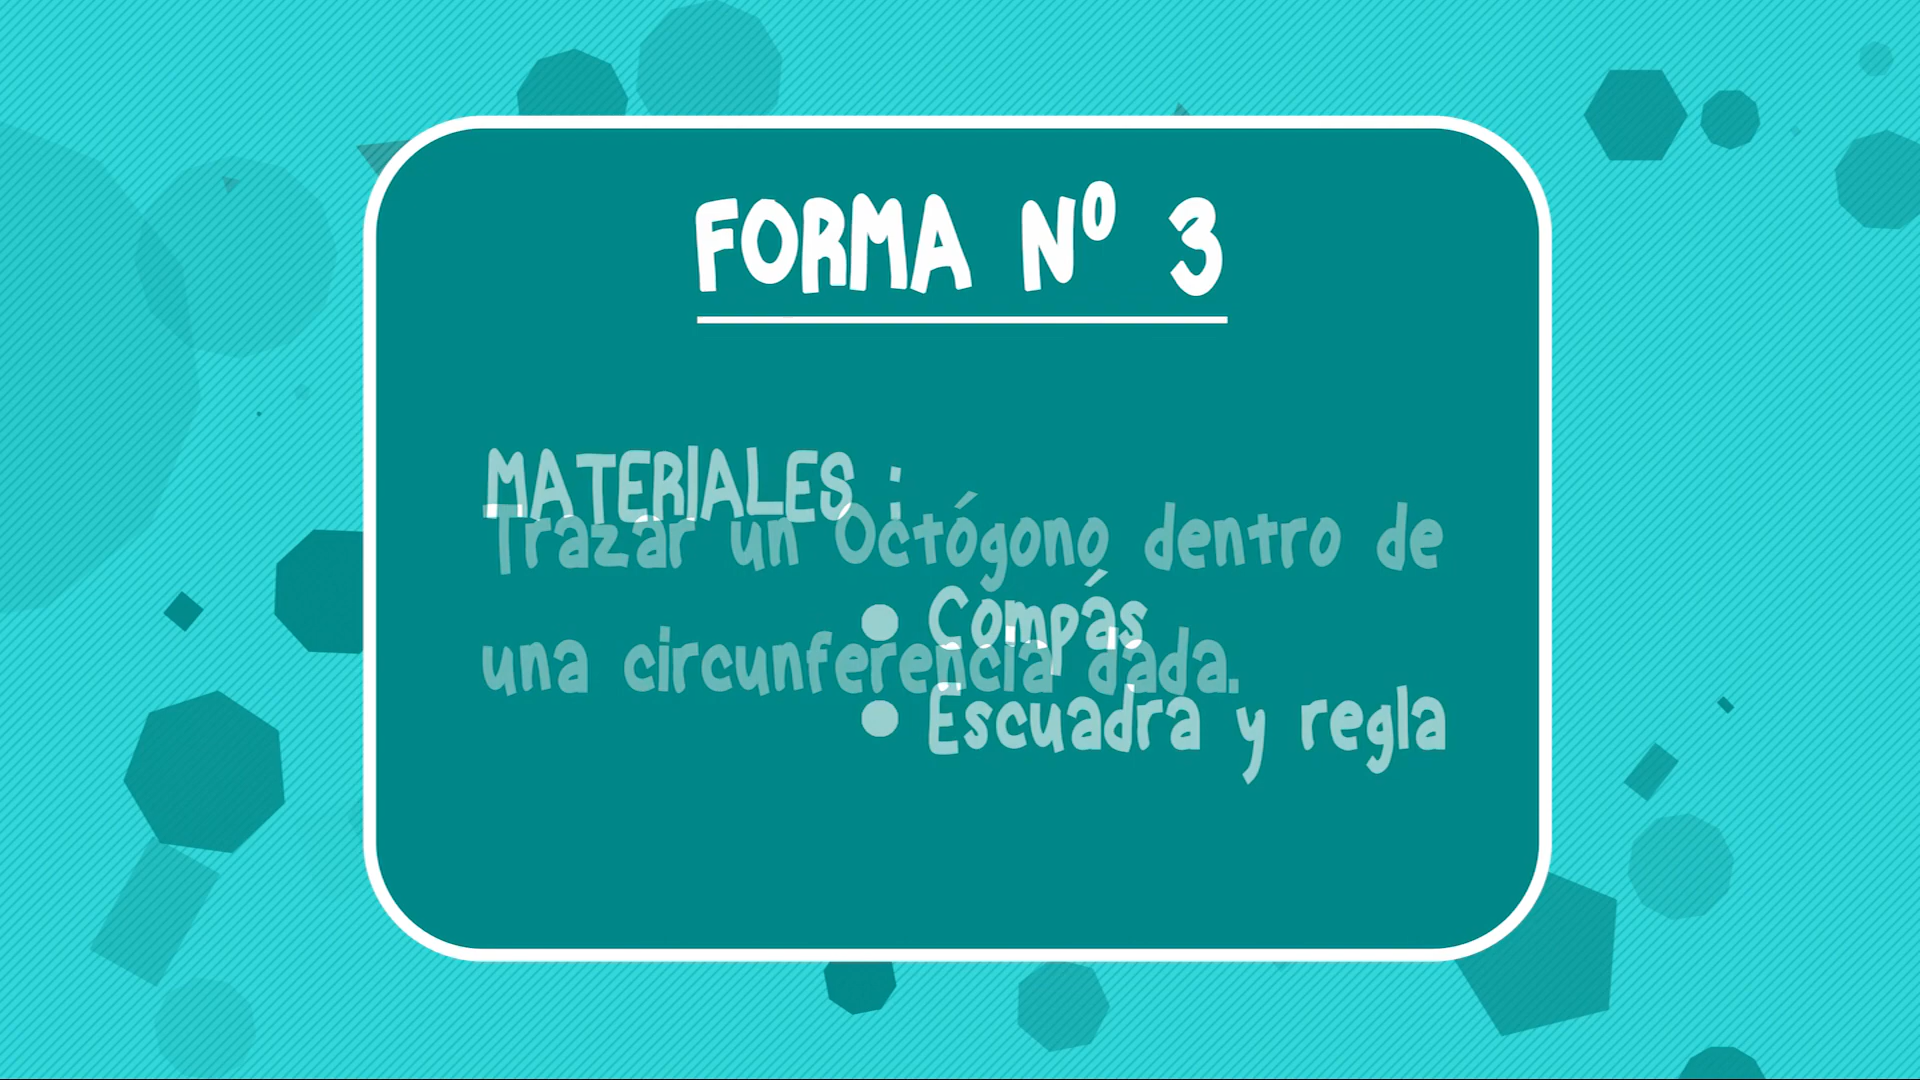 FORMA Nº 3
MATERIALES :
Trazar un Octógono dentro de
• Compás
una circunferencia dada.
• Escuadra y regla